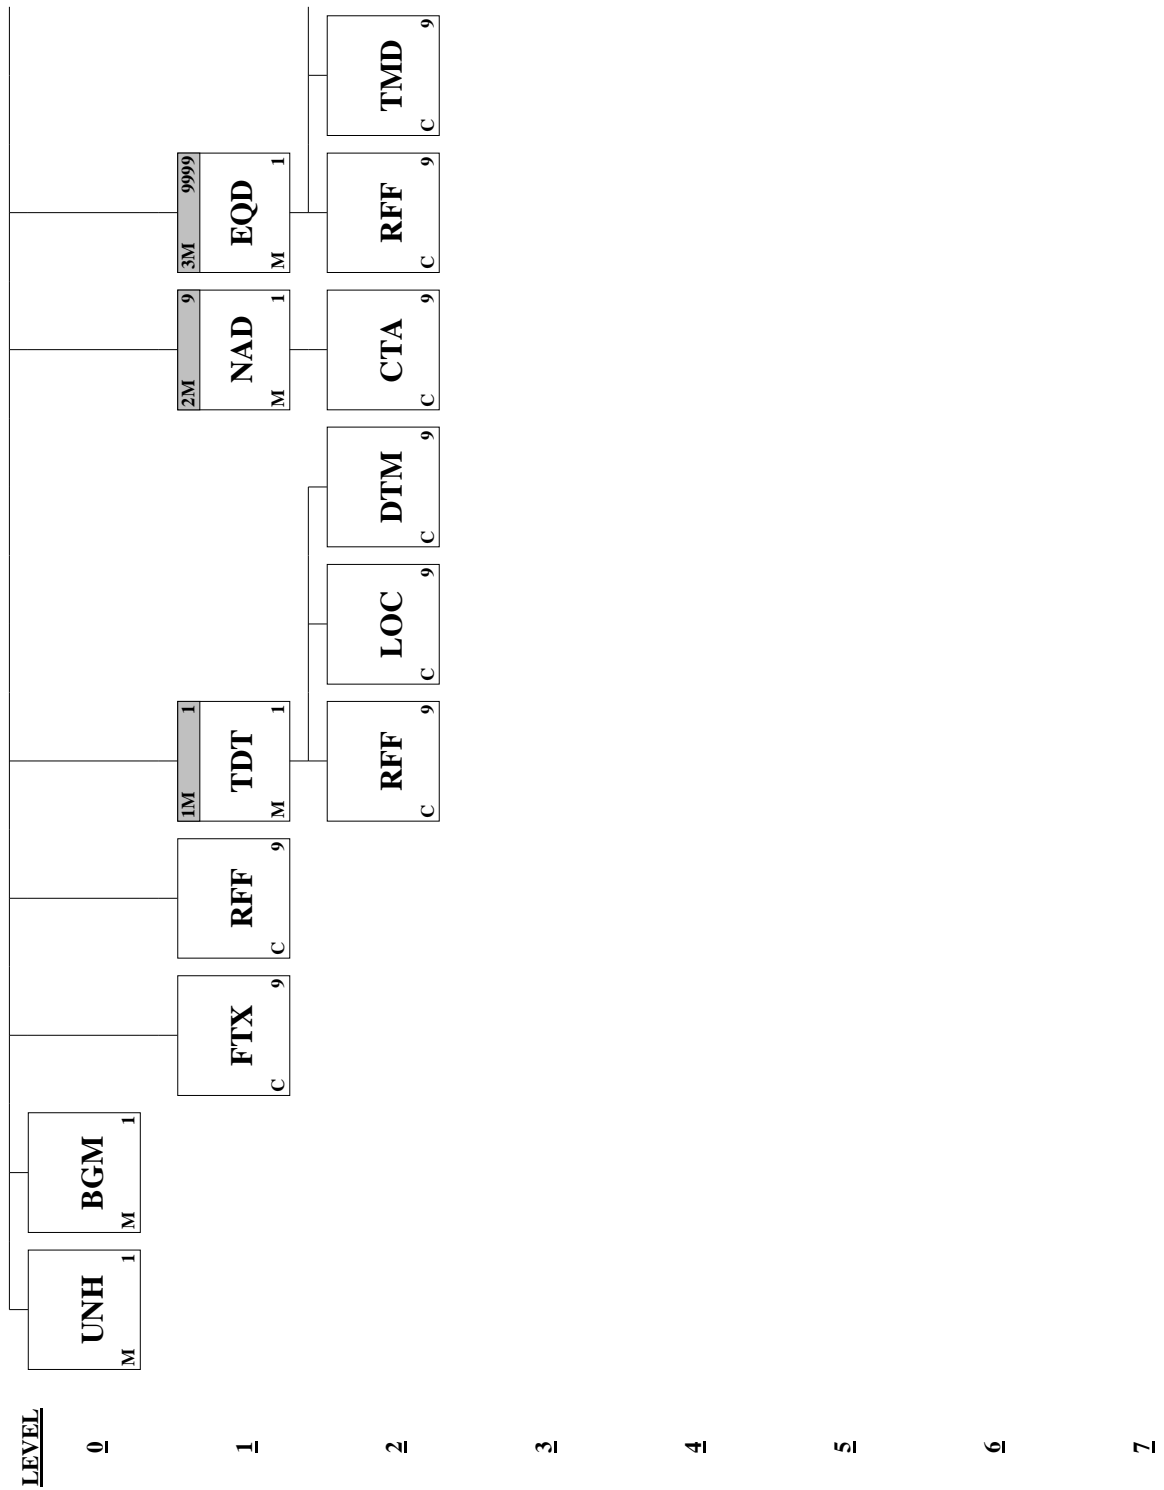 LEVEL
0
UNH
M 1
BGM
M 1
1
FTX
C 9
RFF
C 9
1M 1
TDT
M 1
2M 9
NAD
M 1
3M 9999
EQD
M 1
2
RFF
C 9
LOC
C 9
DTM
C 9
CTA
C 9
RFF
C 9
TMD
C 9
3
4
5
6
7